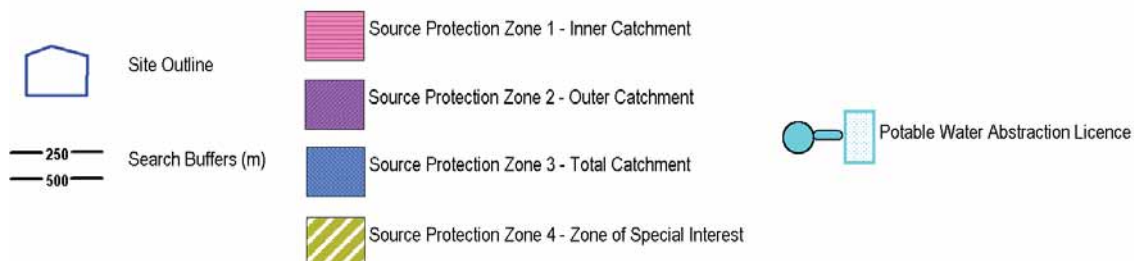 Site Outline
250
500
Search Buffers (m)
Source Protection Zone 1 - Inner Catchment
Source Protection Zone 2 - Outer Catchment
Source Protection Zone 3 - Total Catchment
Source Protection Zone 4 - Zone of Special Interest
Potable Water Abstraction Licence